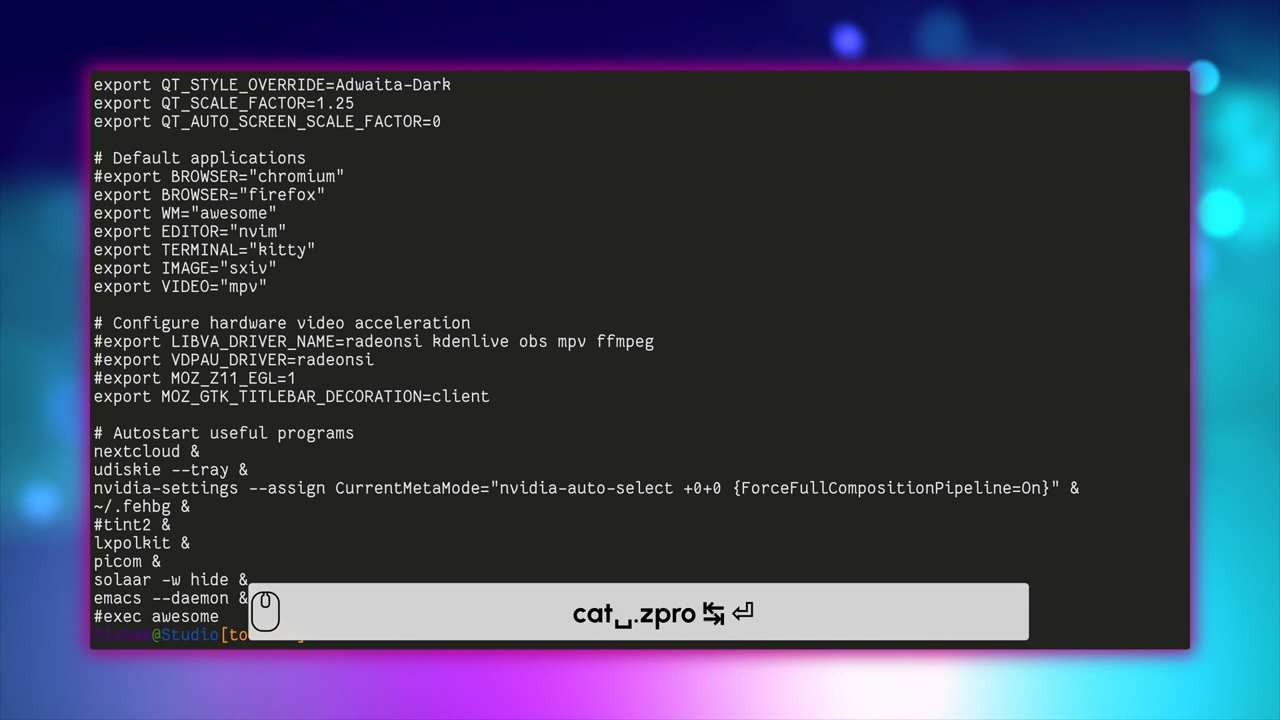 export QT_STYLE_OVERRIDE=Adwaita-Dark
export QT_SCALE_FACTOR=1.25
export QT_AUTO_SCREEN_SCALE_FACTOR=0
# Default applications
#export BROWSER="chromium"
export BROWSER="firefox"
export WM="awesome"
export EDITOR="nvim"
export TERMINAL="kitty"
export IMAGE="sxiv"
export VIDEO="mpv"
# Configure hardware video acceleration
#export LIBVA_DRIVER_NAME=radeonsi kdenlive obs mpv ffmpeg
#export VDPAU_DRIVER=radeonsi
#export MOZ_Z11_EGL=1
export MOZ_GTK_TITLEBAR_DECORATION=client
# Autostart useful programs
nextcloud &
udiskie --tray &
nvidia-settings --assign CurrentMetaMode="nvidia-auto-select +0+0 {ForceFullCompositionPipeline=On}" &
~/.fehbg &
#tint2 &
lxpolkit &
picom &
solaar -w hide &
emacs --daemon &
#exec awesome
@Studio[
cat␣.zpro ↹ ⏎